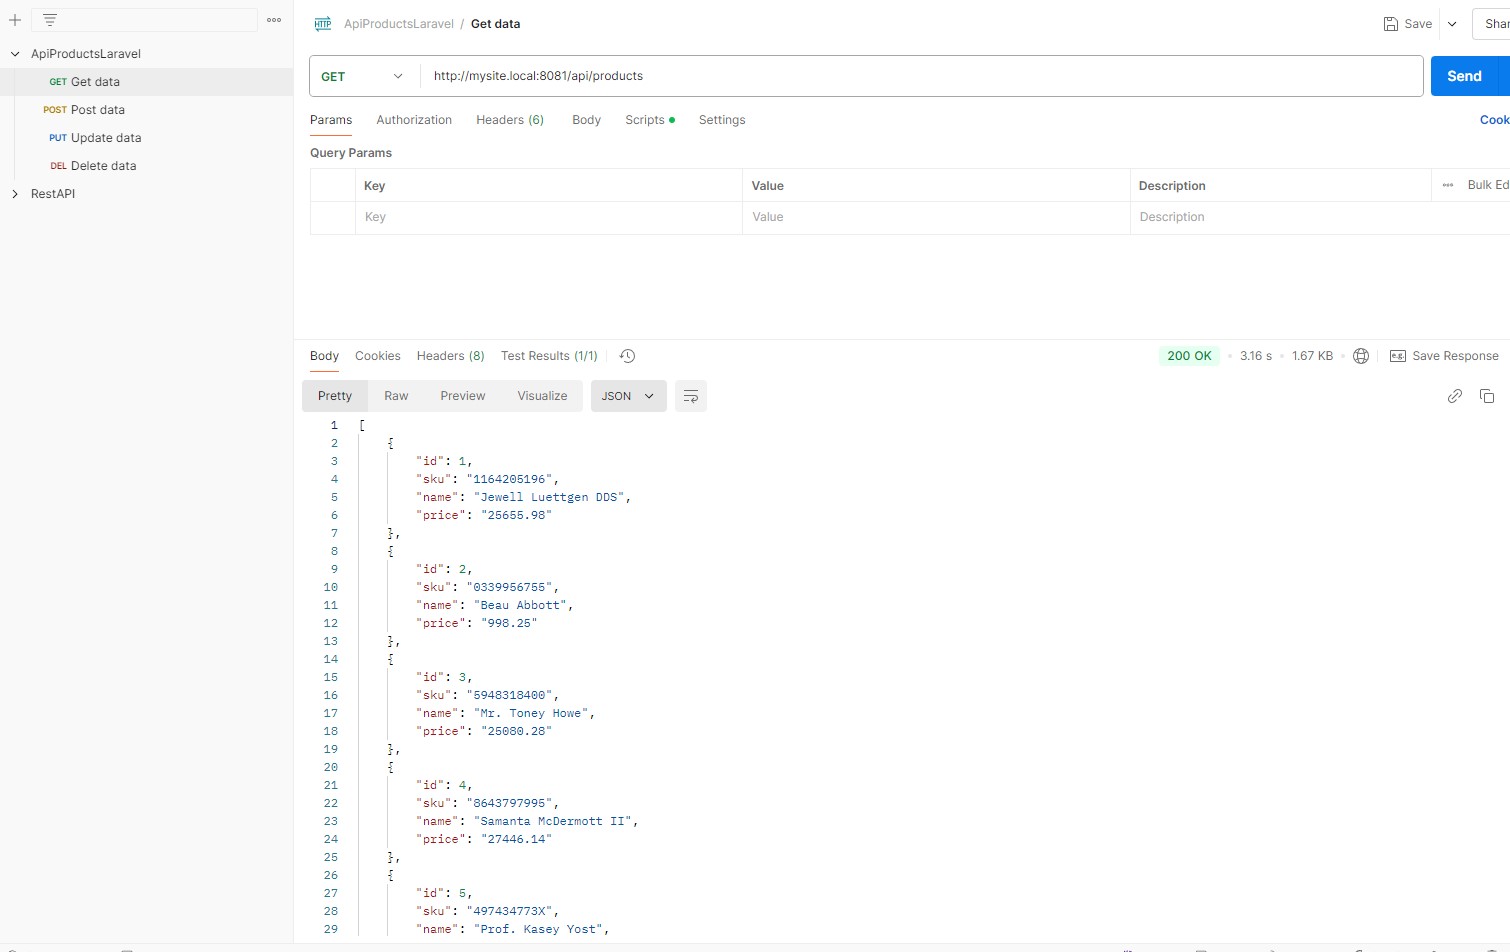 ApiProductsLaravel / Get data
Save
Shar
ApiProductsLaravel
GET Get data
POST Post data
PUT Update data
DEL Delete data
RestAPI
GET http://mysite.local:8081/api/products
Send
Params Authorization Headers (6) Body Scripts Settings
Cook
Query Params
Key Value Description Bulk Ed
Key Value Description
Body Cookies Headers (8) Test Results (1/1)
200 OK 3.16 s 1.67 KB e.g. Save Response
Pretty Raw Preview Visualize JSON
1 [
2 {
3 "id": 1,
4 "sku": "1164205196",
5 "name": "Jewell Luettgen DDS",
6 "price": "25655.98"
7 },
8 {
9 "id": 2,
10 "sku": "0339956755",
11 "name": "Beau Abbott",
12 "price": "998.25"
13 },
14 {
15 "id": 3,
16 "sku": "5948318400",
17 "name": "Mr. Toney Howe",
18 "price": "25080.28"
19 },
20 {
21 "id": 4,
22 "sku": "8643797995",
23 "name": "Samanta McDermott II",
24 "price": "27446.14"
25 },
26 {
27 "id": 5,
28 "sku": "497434773X",
29 "name": "Prof. Kasey Yost",